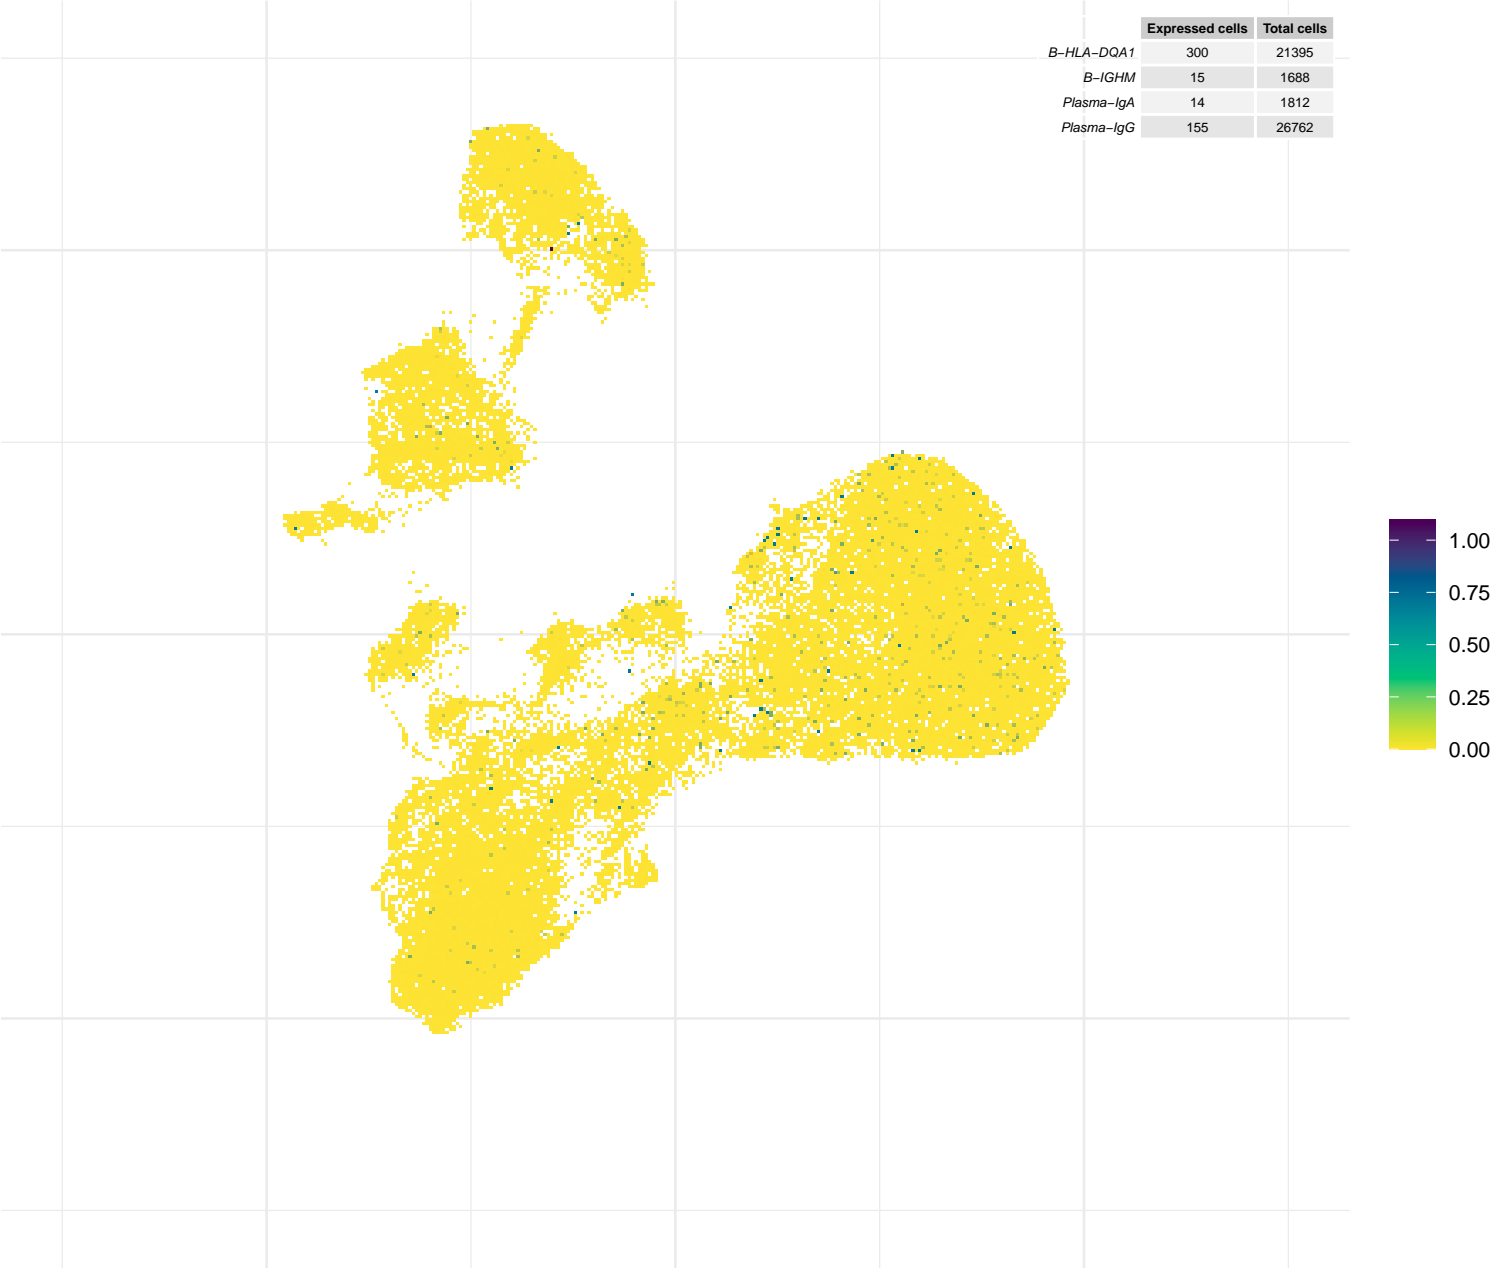 Expressed cells Total cells
B−HLA−DQA1 300 21395
B−IGHM 15 1688
Plasma−IgA 14 1812
Plasma−IgG 155 26762
1.00
0.75
0.50
0.25
0.00